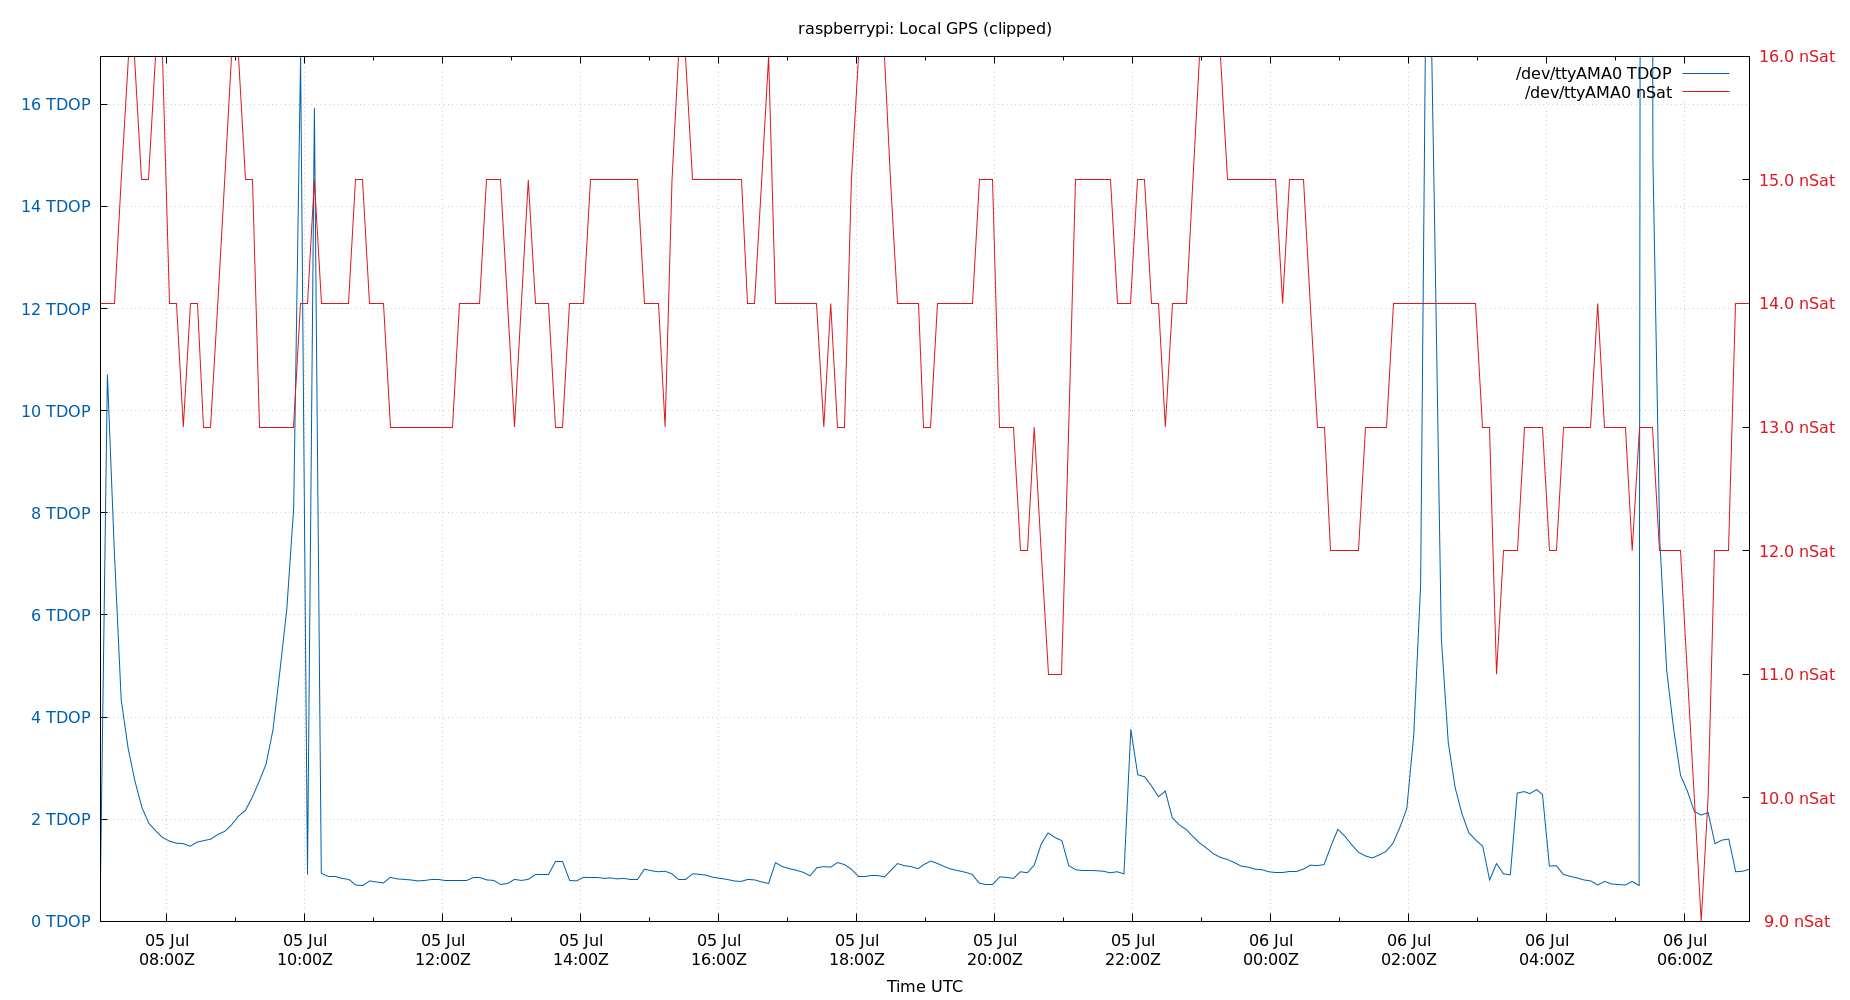 raspberrypi: Local GPS (clipped)
/dev/ttyAMA0 TDOP
/dev/ttyAMA0 nSat
16 TDOP
14 TDOP
12 TDOP
10 TDOP
8 TDOP
6 TDOP
4 TDOP
2 TDOP
0 TDOP
16.0 nSat
15.0 nSat
14.0 nSat
13.0 nSat
12.0 nSat
11.0 nSat
10.0 nSat
9.0 nSat
05 Jul
08:00Z
05 Jul
10:00Z
05 Jul
12:00Z
05 Jul
14:00Z
05 Jul
16:00Z
05 Jul
18:00Z
05 Jul
20:00Z
05 Jul
22:00Z
06 Jul
00:00Z
06 Jul
02:00Z
06 Jul
04:00Z
06 Jul
06:00Z
Time UTC